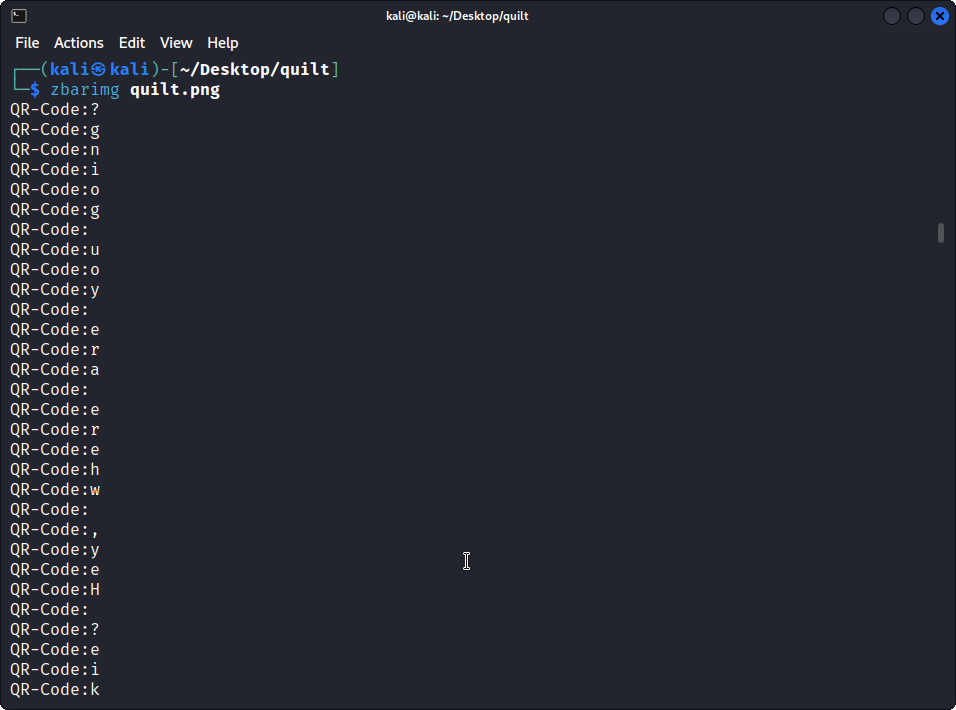 kali@kali: ~/Desktop/quilt
File Actions Edit View Help
┌──(kali㉿kali)-[~/Desktop/quilt]
└─$ zbarimg quilt.png
QR-Code:?
QR-Code:g
QR-Code:n
QR-Code:i
QR-Code:o
QR-Code:g
QR-Code:
QR-Code:u
QR-Code:o
QR-Code:y
QR-Code:
QR-Code:e
QR-Code:r
QR-Code:a
QR-Code:
QR-Code:e
QR-Code:r
QR-Code:e
QR-Code:h
QR-Code:w
QR-Code:
QR-Code:,
QR-Code:y
QR-Code:e
QR-Code:H
QR-Code:
QR-Code:?
QR-Code:e
QR-Code:i
QR-Code:k